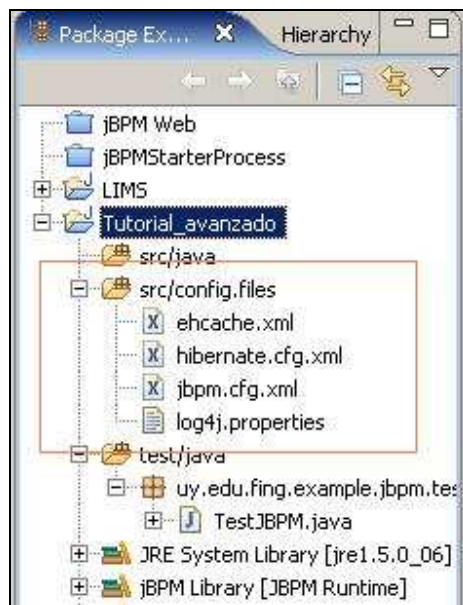 Package Ex... Hierarchy
jBPM Web
jBPMStarterProcess
LIMS
Tutorial_avanzado
src/java
src/config.files
ehcache.xml
hibernate.cfg.xml
jbpm.cfg.xml
log4j.properties
test/java
uy.edu.fing.example.jbpm.tes
TestJBPM.java
JRE System Library [jre1.5.0_06]
jBPM Library [JBPM Runtime]